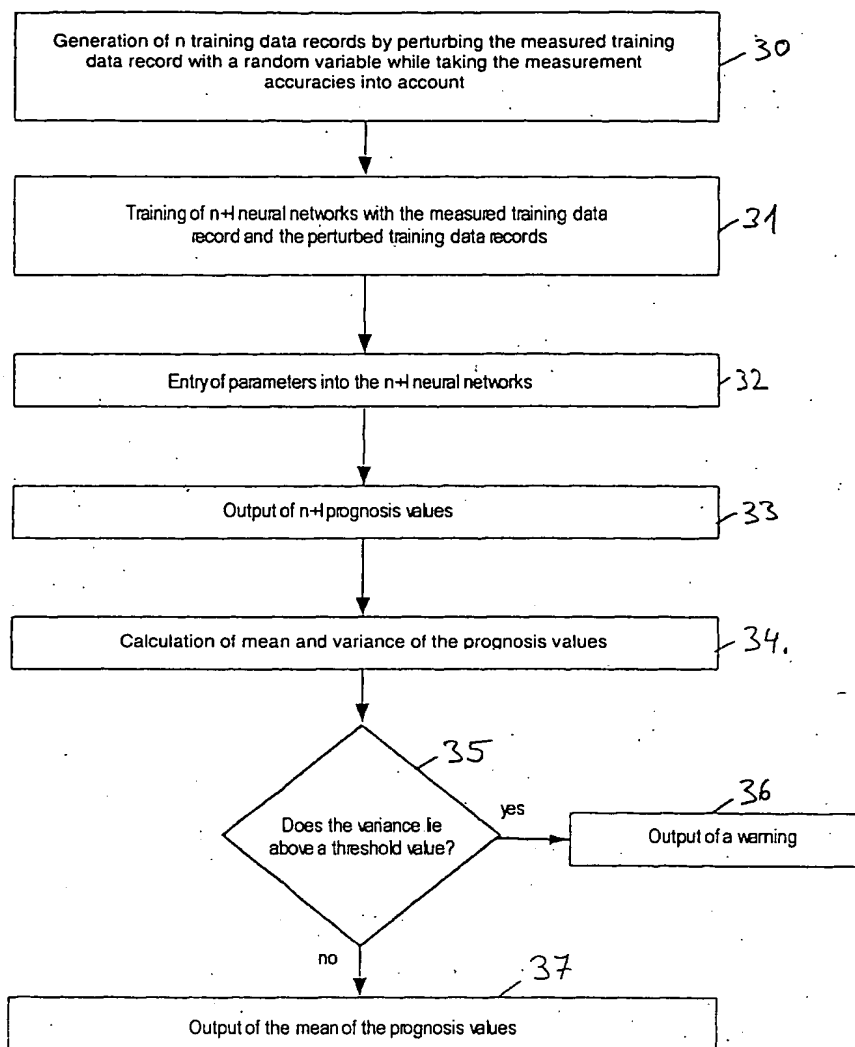 Generation of n training data records by perturbing the measured training
data record with a random variable while taking the measurement
accuracies into account
30
Training of n+1 neural networks with the measured training data
record and the perturbed training data records
31
Entry of parameters into the n+1 neural networks
32
Output of n+1 prognosis values
33
Calculation of mean and variance of the prognosis values
34.
35
Does the variance lie
above a threshold value?
yes
36
Output of a warning
no
37
Output of the mean of the prognosis values